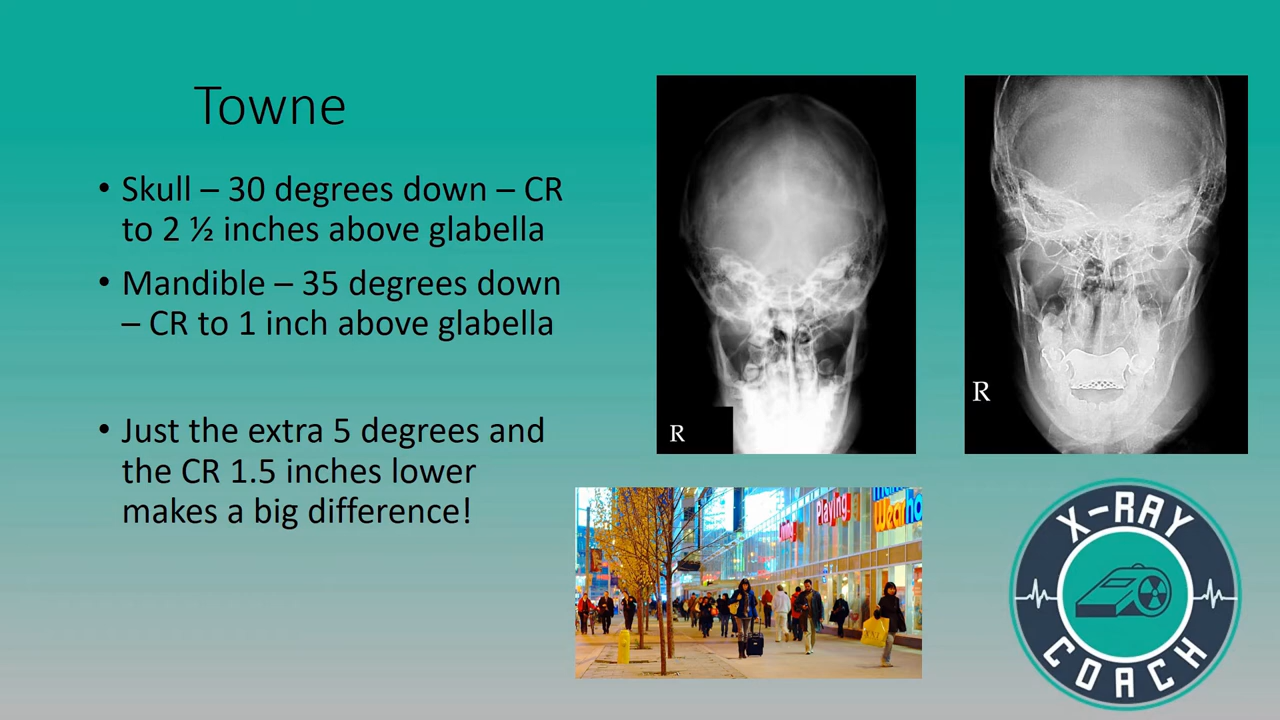 Towne
• Skull – 30 degrees down – CR
to 2 ½ inches above glabella
• Mandible – 35 degrees down
– CR to 1 inch above glabella
• Just the extra 5 degrees and
the CR 1.5 inches lower
makes a big difference!
R
R
Playing
X-RAY
COACH